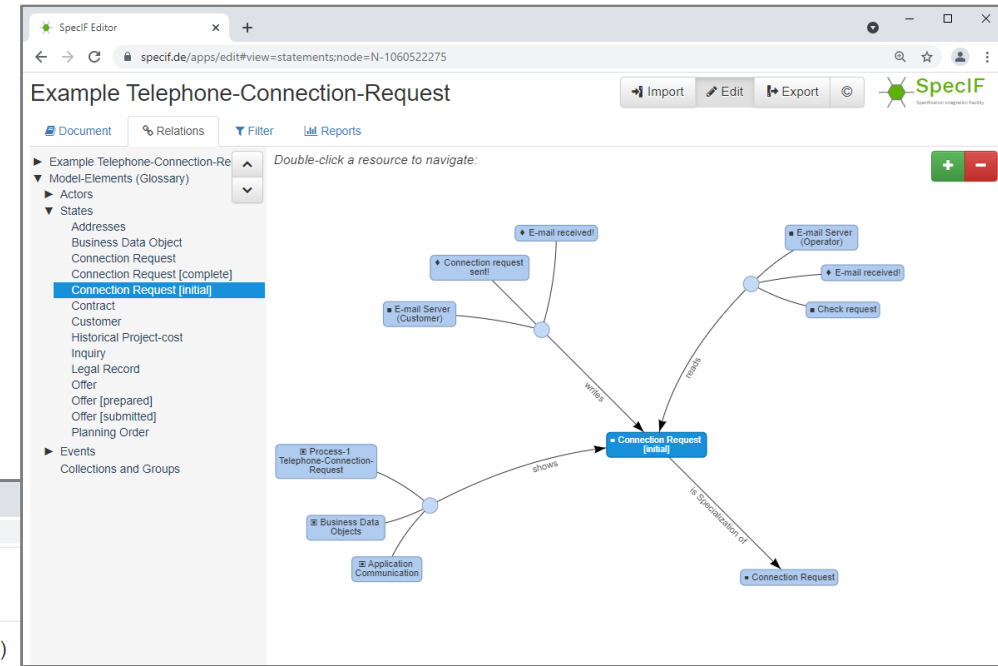 SpecIF Editor
specif.de/apps/edit#view=statements;node=N-1060522275
Example Telephone-Connection-Request
Import
Edit
Export
©
SpecIF
Specification Integration Facility
Document
Relations
Filter
Reports
Example Telephone-Connection-Re
Model-Elements (Glossary)
Actors
States
Addresses
Business Data Object
Connection Request
Connection Request [complete]
Connection Request [initial]
Contract
Customer
Historical Project-cost
Inquiry
Legal Record
Offer
Offer [prepared]
Offer [submitted]
Planning Order
Events
Collections and Groups
Double-click a resource to navigate:
E-mail received!
Connection request
sent!
E-mail Server
(Customer)
writes
E-mail Server
(Operator)
E-mail received!
Check request
reads
Connection Request
[initial]
Process-1
Telephone-Connection-
Request
Business Data
Objects
Application
Communication
shows
is Specialization of
Connection Request
)